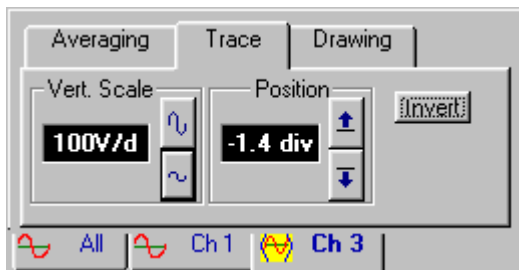 Averaging Trace Drawing
Vert. Scale Position
100V/d -1.4 div Invert
All Ch 1 Ch 3